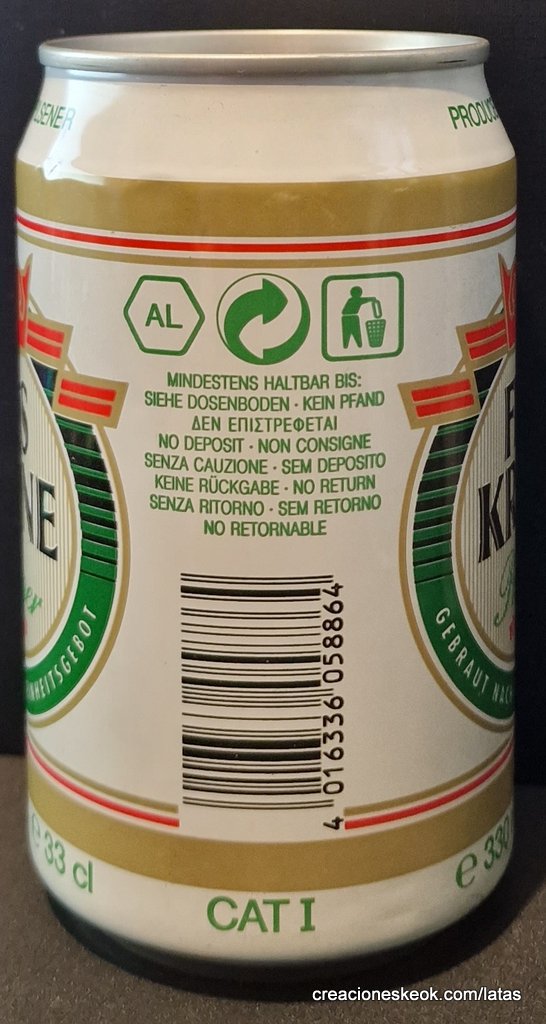 PILSENER
AL
MINDESTENS HALTBAR BIS:
SIEHE DOSENBODEN · KEIN PFAND
ΔΕΝ ΕΠΙΣΤΡΕΦΕΤΑΙ
NO DEPOSIT · NON CONSIGNE
SENZA CAUZIONE · SEM DEPOSITO
KEINE RÜCKGABE · NO RETURN
SENZA RITORNO · SEM RETORNO
NO RETORNABLE
GEBRAUT NACH
4 016336 058864
e 33 cl
e 330
CAT I
creacioneskeok.com/latas